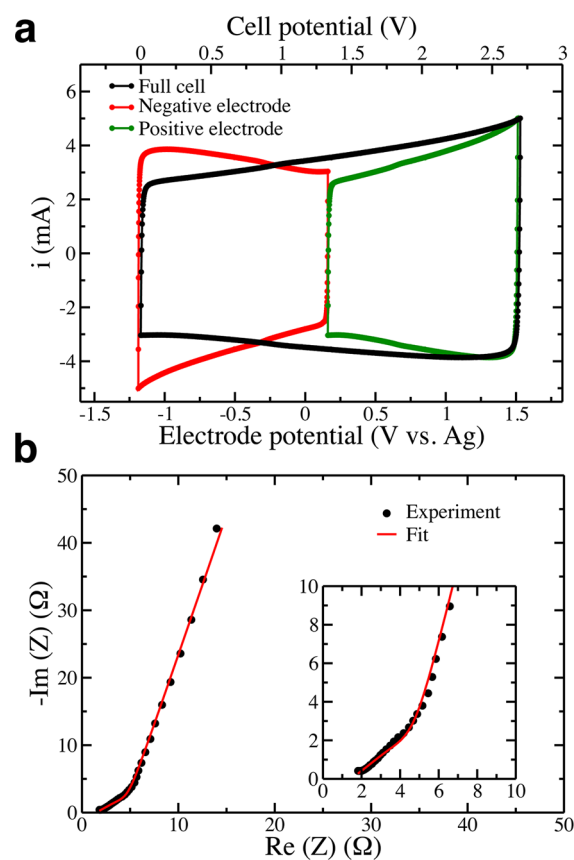 a
Cell potential (V)
0 0.5 1 1.5 2 2.5 3
6
4
2
0
-2
-4
i (mA)
Full cell
Negative electrode
Positive electrode
-1.5 -1 -0.5 0 0.5 1 1.5
Electrode potential (V vs. Ag)
b
50
40
30
20
10
0
-Im (Z) (Ω)
Experiment
Fit
10
8
6
4
2
0
0 2 4 6 8 10
0 10 20 30 40 50
Re (Z) (Ω)